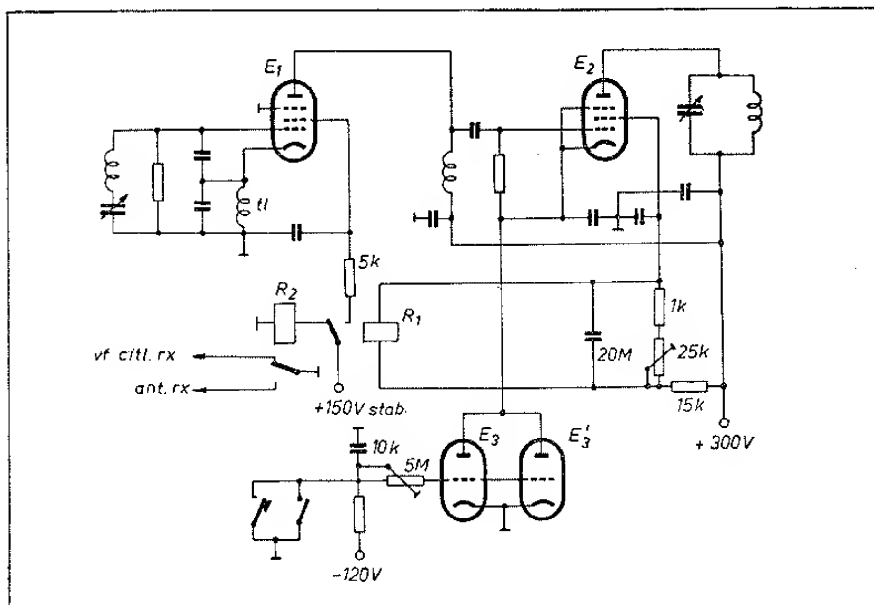 E1
E2
tl
5k
R2
R1
1k
20M
25k
vf citl. rx
ant. rx
15k
+150V stab.
+ 300V
E3
E3'
10k
5M
-120V